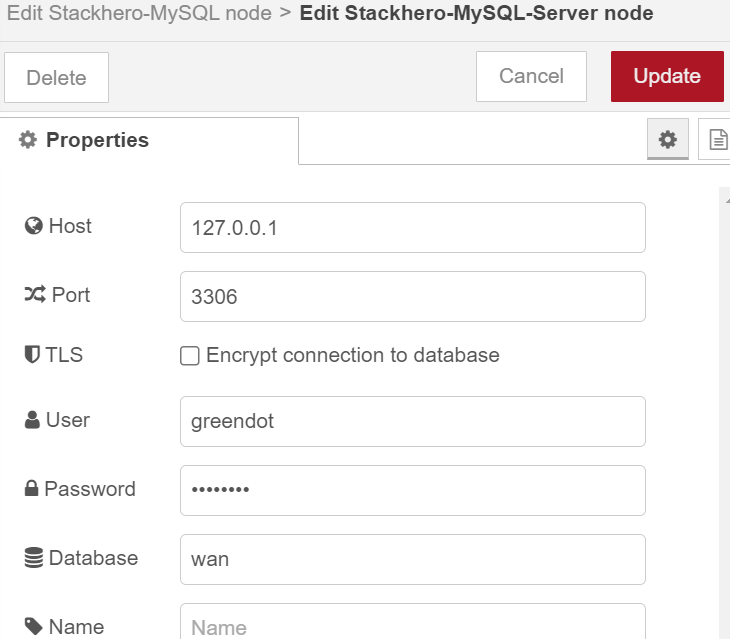 Edit Stackhero-MySQL node > Edit Stackhero-MySQL-Server node
Delete
Cancel
Update
Properties
Host
127.0.0.1
Port
3306
TLS
Encrypt connection to database
User
greendot
Password
••••••••
Database
wan
Name
Name